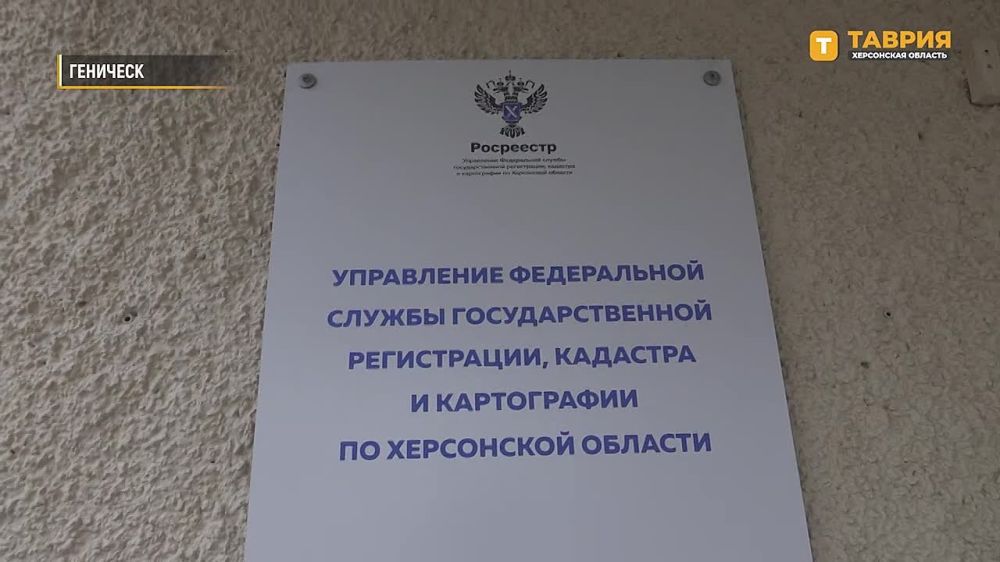 ГЕНИЧЕСК
Т ТАВРИЯ
ХЕРСОНСКАЯ ОБЛАСТЬ
Росреестр
Управление Федеральной службы
государственной регистрации, кадастра
и картографии по Херсонской области
УПРАВЛЕНИЕ ФЕДЕРАЛЬНОЙ
СЛУЖБЫ ГОСУДАРСТВЕННОЙ
РЕГИСТРАЦИИ, КАДАСТРА
И КАРТОГРАФИИ
ПО ХЕРСОНСКОЙ ОБЛАСТИ